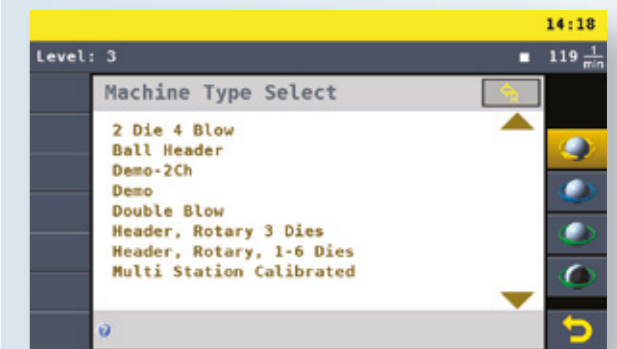 14:18
Level: 3
119 1/min
Machine Type Select
2 Die 4 Blow
Ball Header
Demo-2Ch
Demo
Double Blow
Header, Rotary 3 Dies
Header, Rotary, 1-6 Dies
Multi Station Calibrated